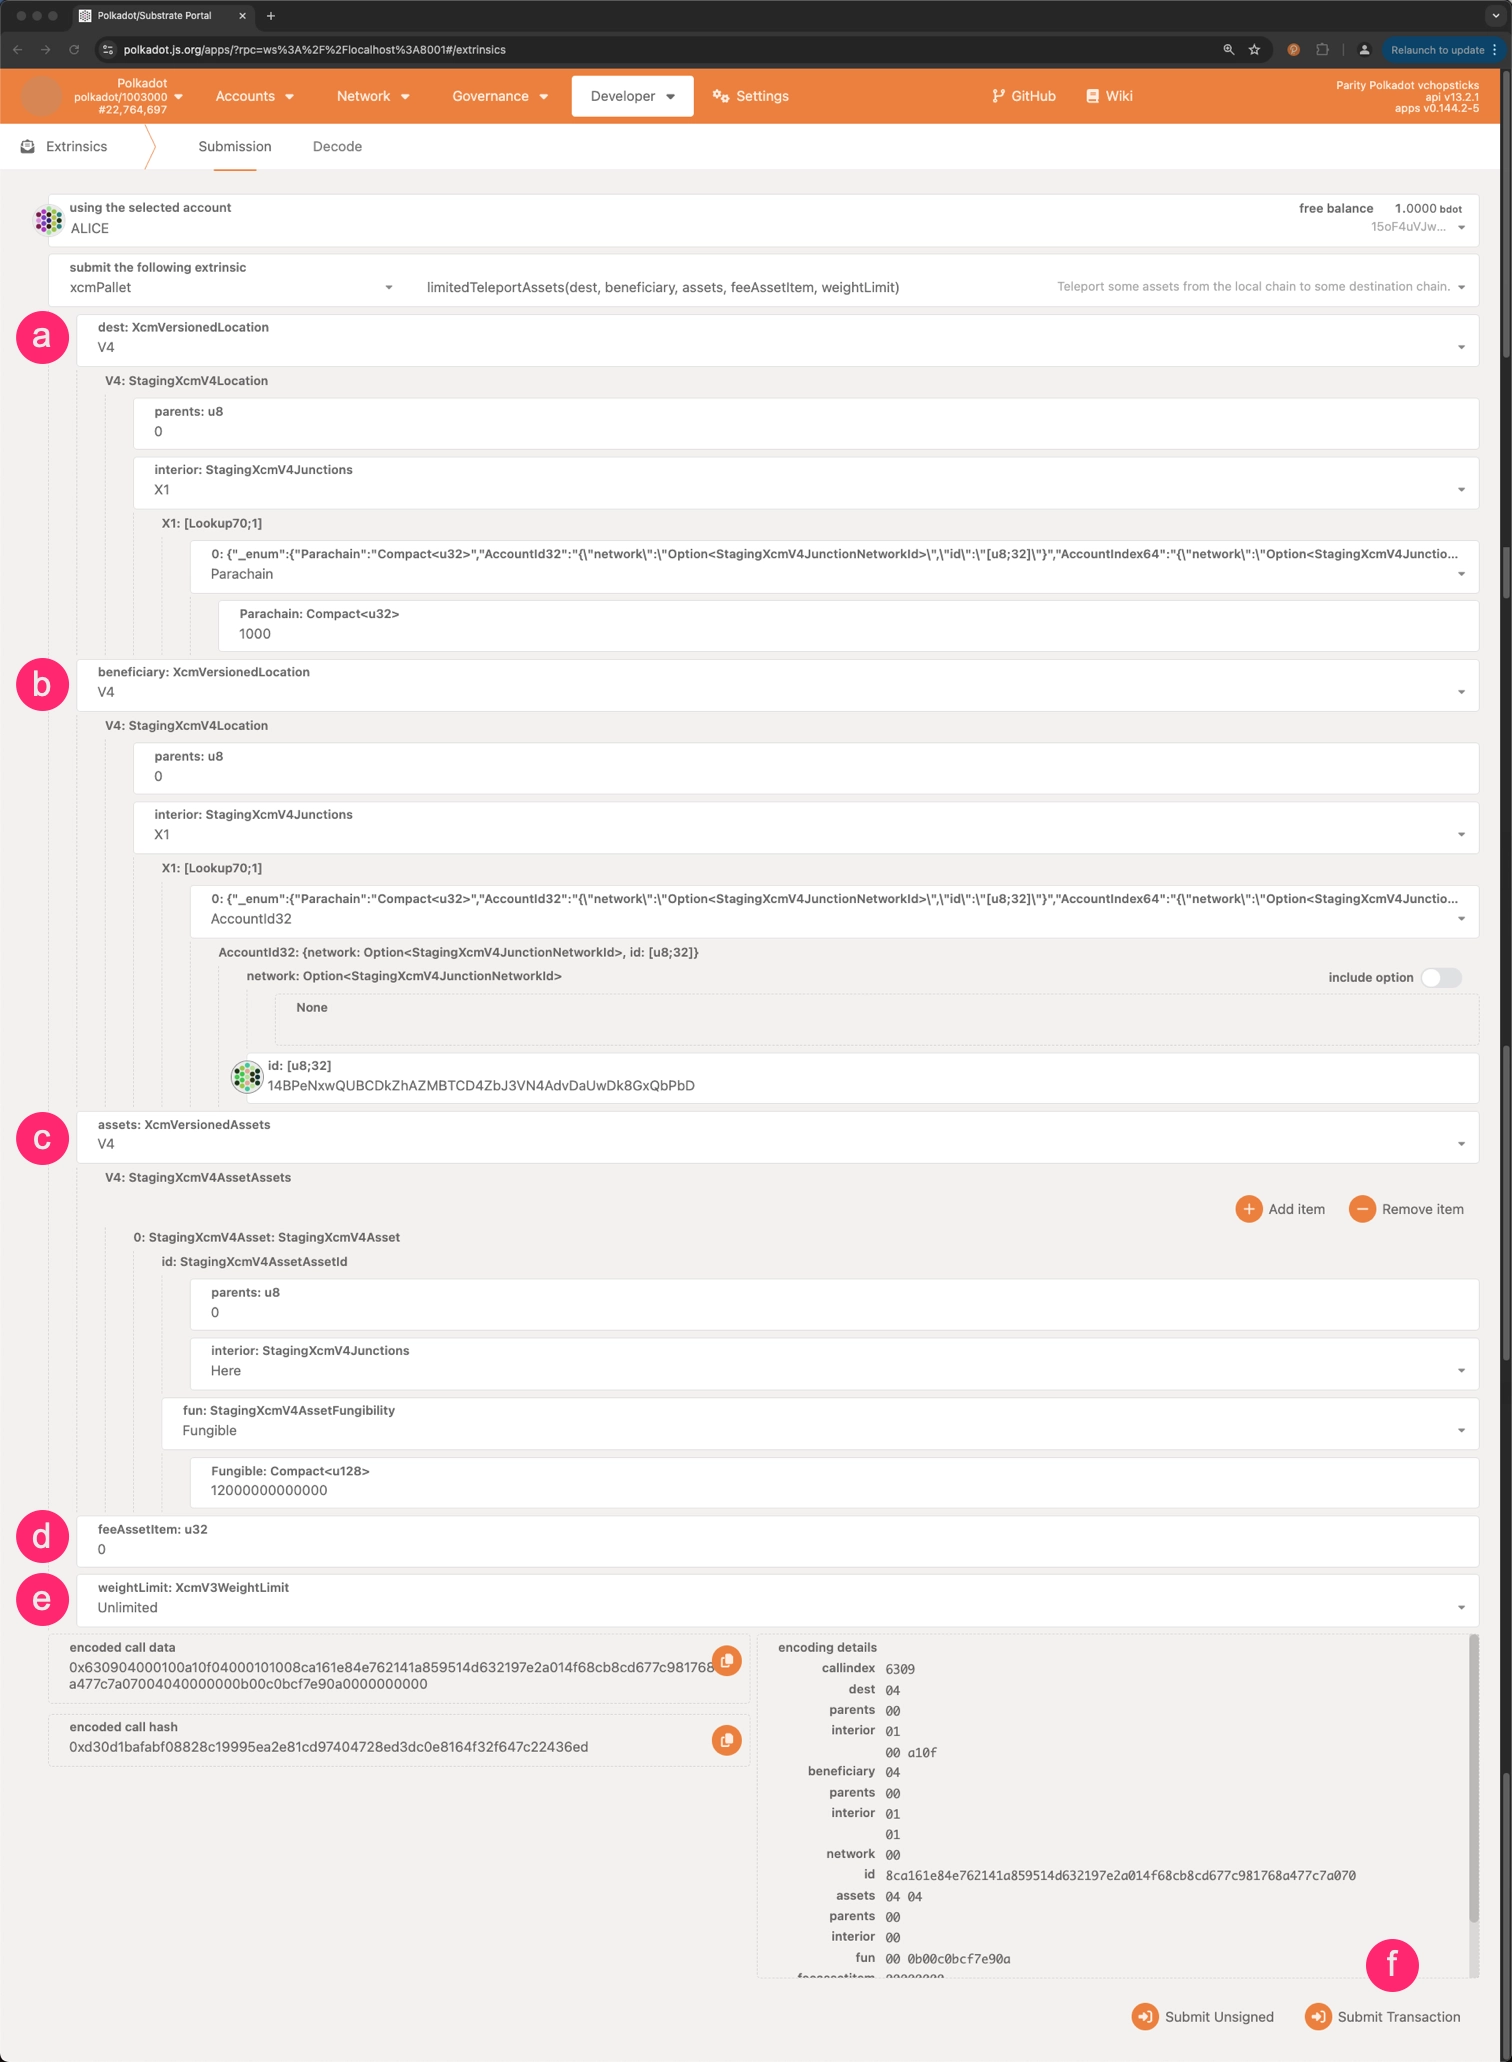 Polkadot/Substrate Portal
polkadot.js.org/apps/?rpc=ws%3A%2F%2Flocalhost%3A8001#/extrinsics
Relaunch to update
Polkadot
polkadot/1003000
#22,764,697
Accounts
Network
Governance
Developer
Settings
GitHub
Wiki
Parity Polkadot vchopsticks
api v13.2.1
apps v0.144.2-5
Extrinsics
Submission
Decode
using the selected account
ALICE
free balance 1.0000 bdot
15oF4uVJw...
submit the following extrinsic
xcmPallet
limitedTeleportAssets(dest, beneficiary, assets, feeAssetItem, weightLimit)
Teleport some assets from the local chain to some destination chain.
a
dest: XcmVersionedLocation
V4
V4: StagingXcmV4Location
parents: u8
0
interior: StagingXcmV4Junctions
X1
X1: [Lookup70;1]
0: {"_enum":{"Parachain":"Compact<u32>","AccountId32":"{\"network\":\"Option<StagingXcmV4JunctionNetworkId>\",\"id\":\"[u8;32]\"}","AccountIndex64":"{\"network\":\"Option<StagingXcmV4Junctio...
Parachain
Parachain: Compact<u32>
1000
b
beneficiary: XcmVersionedLocation
V4
V4: StagingXcmV4Location
parents: u8
0
interior: StagingXcmV4Junctions
X1
X1: [Lookup70;1]
0: {"_enum":{"Parachain":"Compact<u32>","AccountId32":"{\"network\":\"Option<StagingXcmV4JunctionNetworkId>\",\"id\":\"[u8;32]\"}","AccountIndex64":"{\"network\":\"Option<StagingXcmV4Junctio...
AccountId32
AccountId32: {network: Option<StagingXcmV4JunctionNetworkId>, id: [u8;32]}
network: Option<StagingXcmV4JunctionNetworkId>
include option
None
id: [u8;32]
14BPeNxwQUBCDkZhAZMBTCD4ZbJ3VN4AdvDaUwDk8GxQbPbD
c
assets: XcmVersionedAssets
V4
V4: StagingXcmV4AssetAssets
Add item
Remove item
0: StagingXcmV4Asset: StagingXcmV4Asset
id: StagingXcmV4AssetAssetId
parents: u8
0
interior: StagingXcmV4Junctions
Here
fun: StagingXcmV4AssetFungibility
Fungible
Fungible: Compact<u128>
12000000000000
d
feeAssetItem: u32
0
e
weightLimit: XcmV3WeightLimit
Unlimited
encoded call data
0x630904000100a10f04000101008ca161e84e762141a859514d632197e2a014f68cb8cd677c981768
a477c7a07004040000000b00c0bcf7e90a0000000000
encoded call hash
0xd30d1bafabf08828c19995ea2e81cd97404728ed3dc0e8164f32f647c22436ed
encoding details
callindex 6309
dest 04
parents 00
interior 01
00 a10f
beneficiary 04
parents 00
interior 01
01
network 00
id 8ca161e84e762141a859514d632197e2a014f68cb8cd677c981768a477c7a070
assets 04 04
parents 00
interior 00
fun 00 0b00c0bcf7e90a
feeassetitem 00000000
f
Submit Unsigned
Submit Transaction